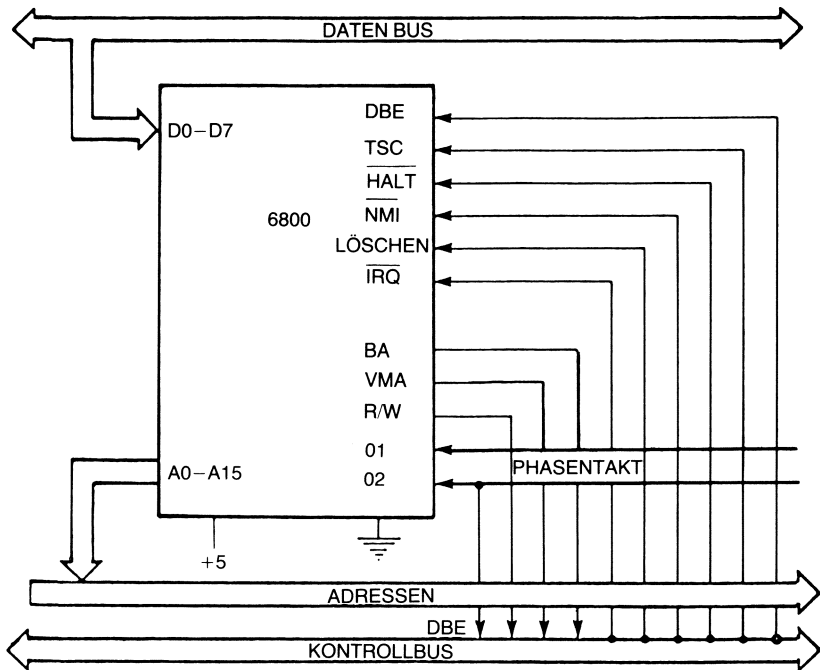 DATEN BUS
DBE
D0–D7
TSC
HALT
NMI
6800
LÖSCHEN
IRQ
BA
VMA
R/W
01
PHASENTAKT
A0–A15
02
+5
ADRESSEN
DBE
KONTROLLBUS